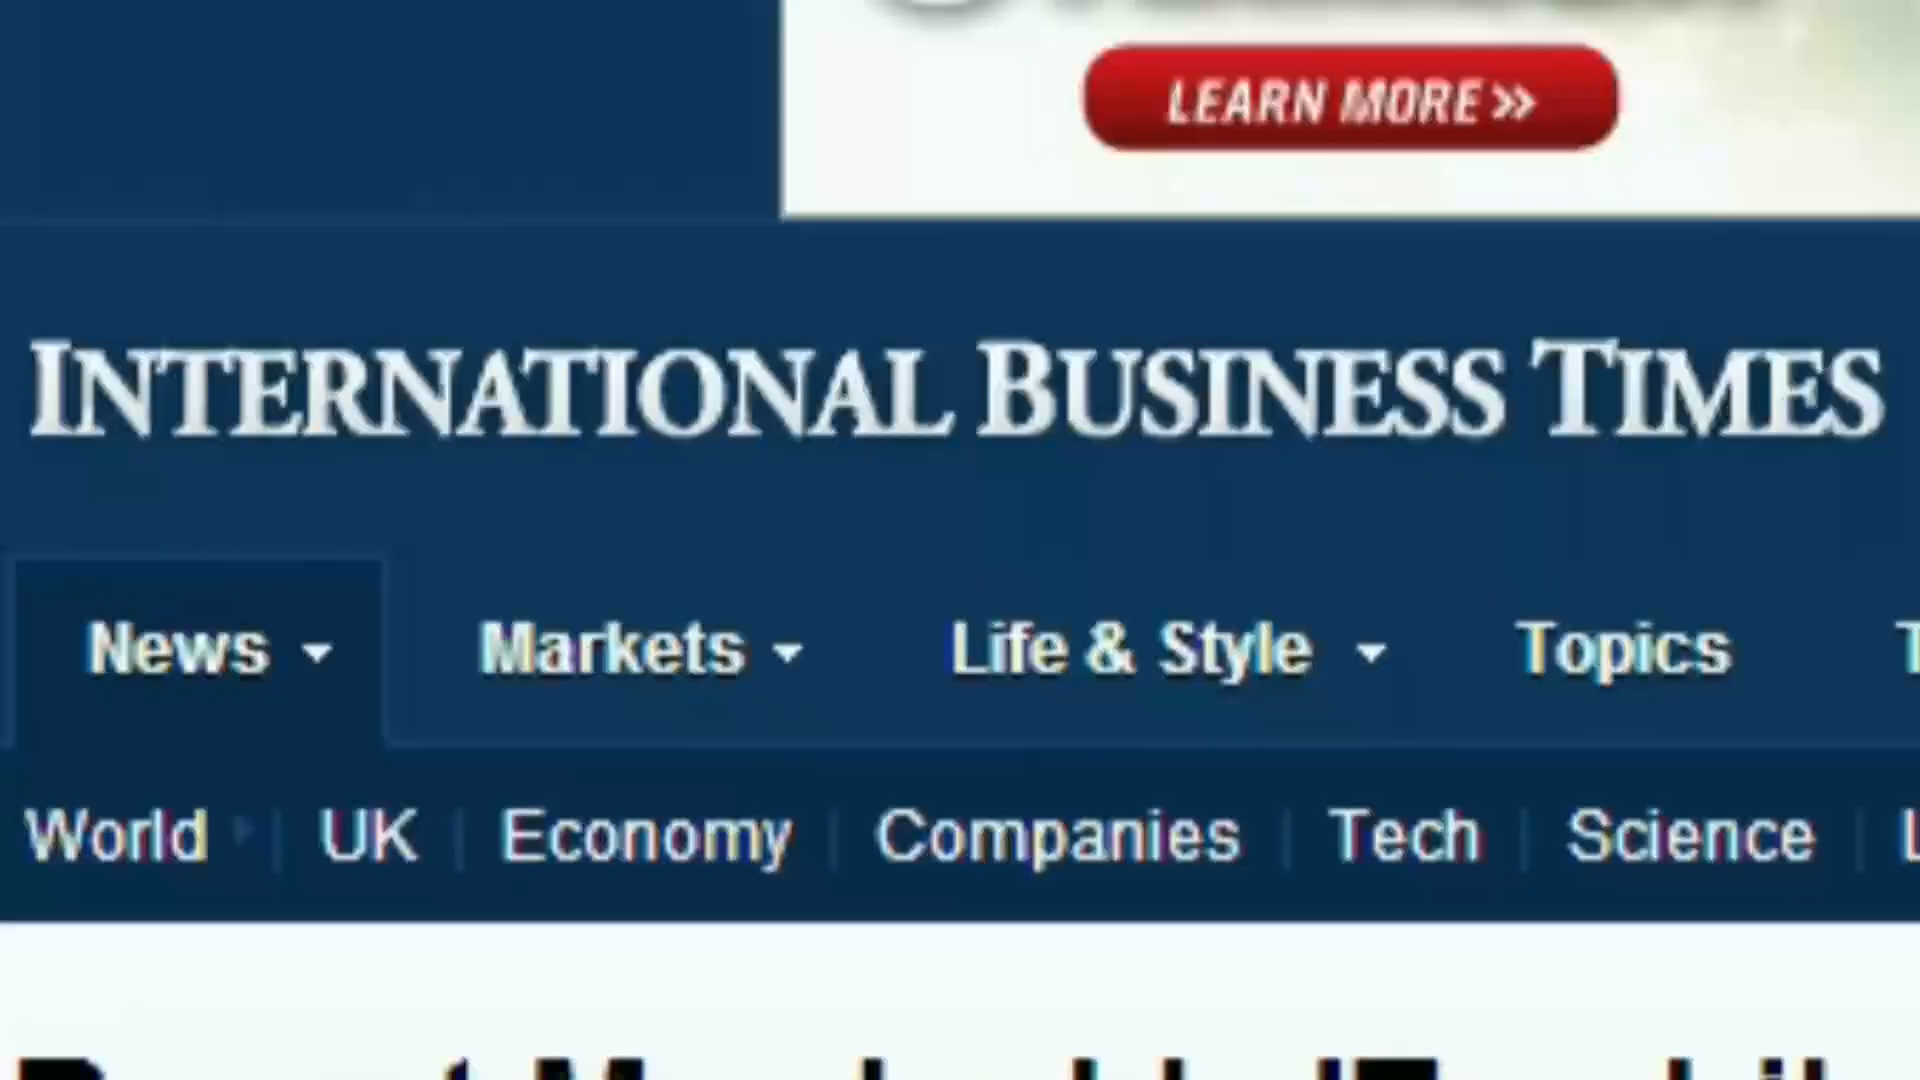 LEARN MORE »
INTERNATIONAL BUSINESS TIMES
News Markets Life & Style Topics
World UK Economy Companies Tech Science